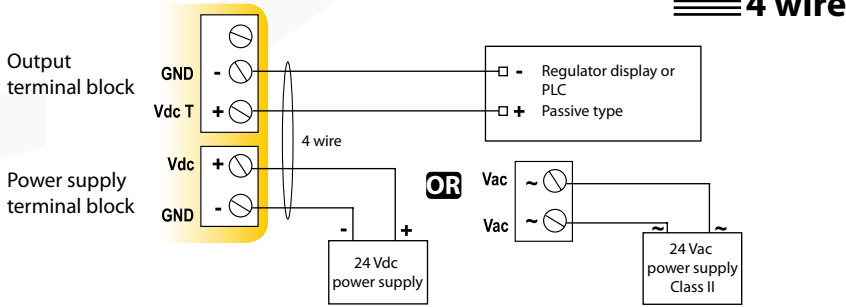 4 wire
Output
terminal block
GND
-
Vdc T
+
- Regulator display or
PLC
+ Passive type
4 wire
Power supply
terminal block
Vdc
+
GND
-
- +
24 Vdc
power supply
OR
Vac
~
Vac
~
~ ~
24 Vac
power supply
Class II